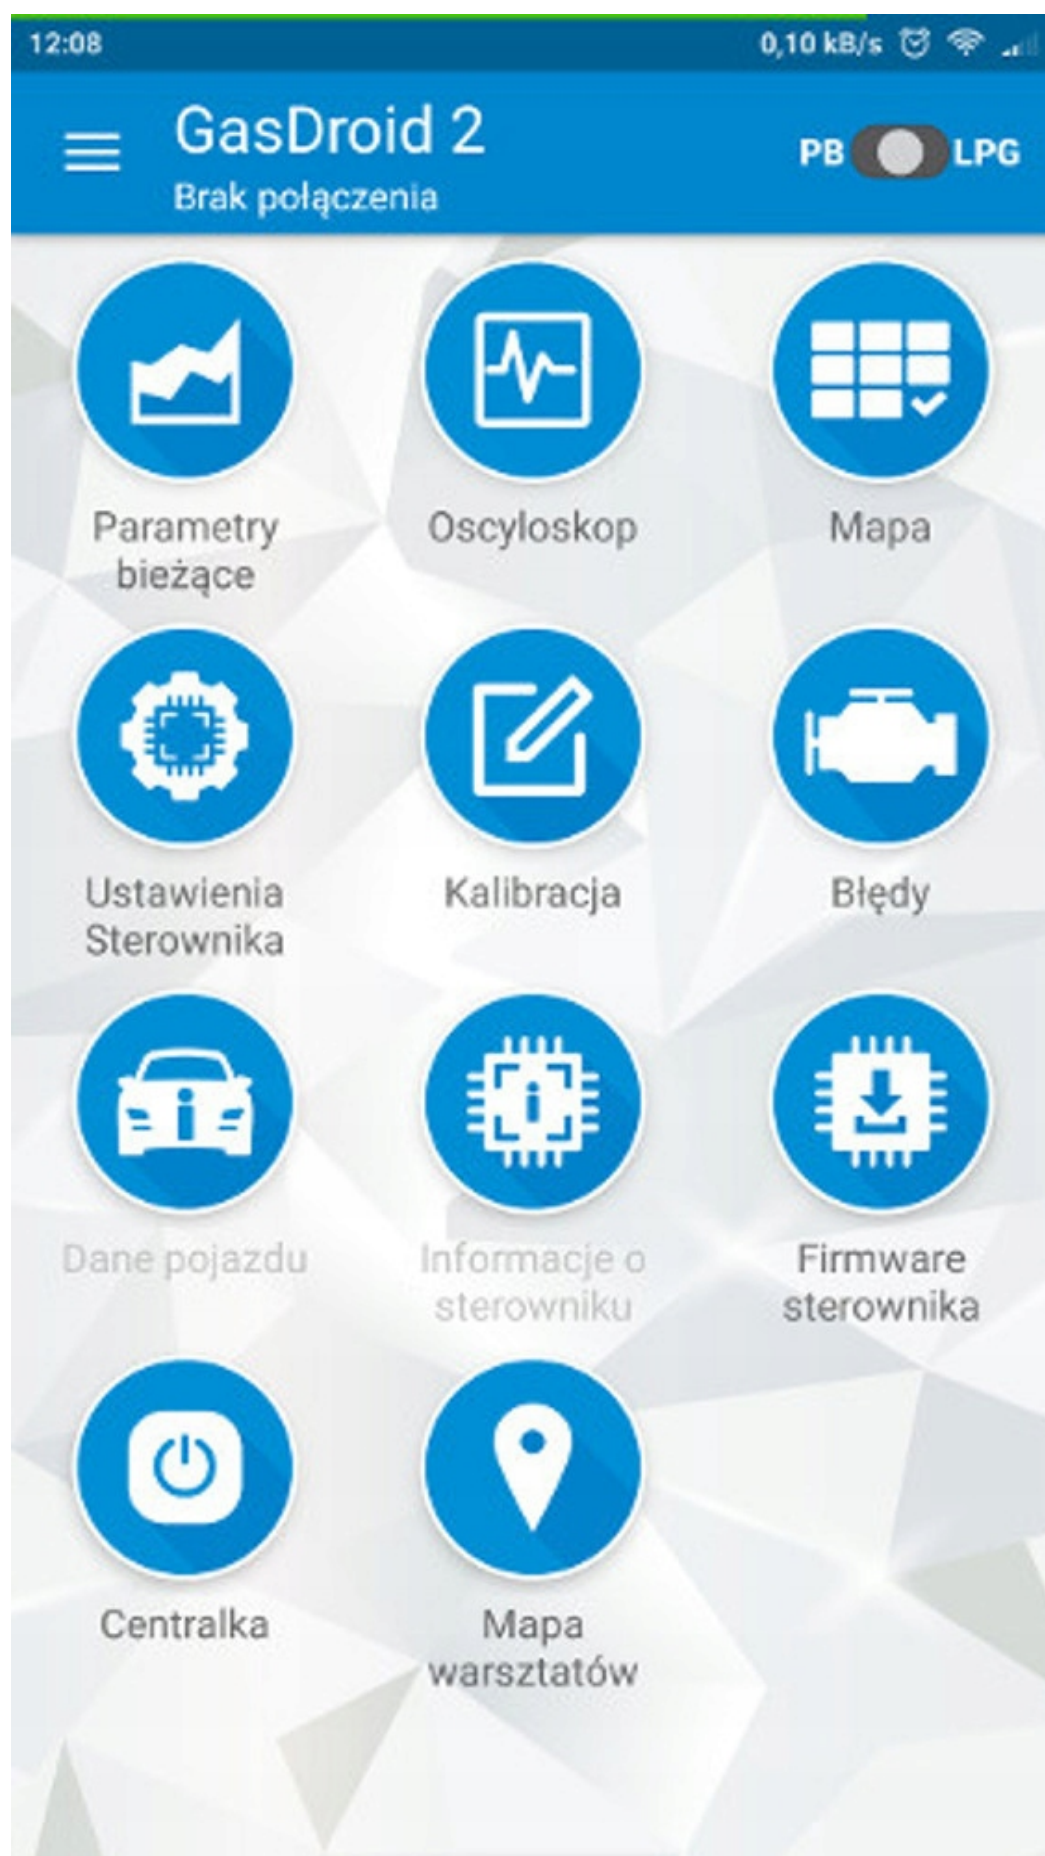 12:08
0,10 kB/s
GasDroid 2
PB LPG
Brak połączenia
Parametry
bieżące
Oscyloskop
Mapa
Ustawienia
Sterownika
Kalibracja
Błędy
Dane pojazdu
Informacje o
sterowniku
Firmware
sterownika
Centralka
Mapa
warsztatów